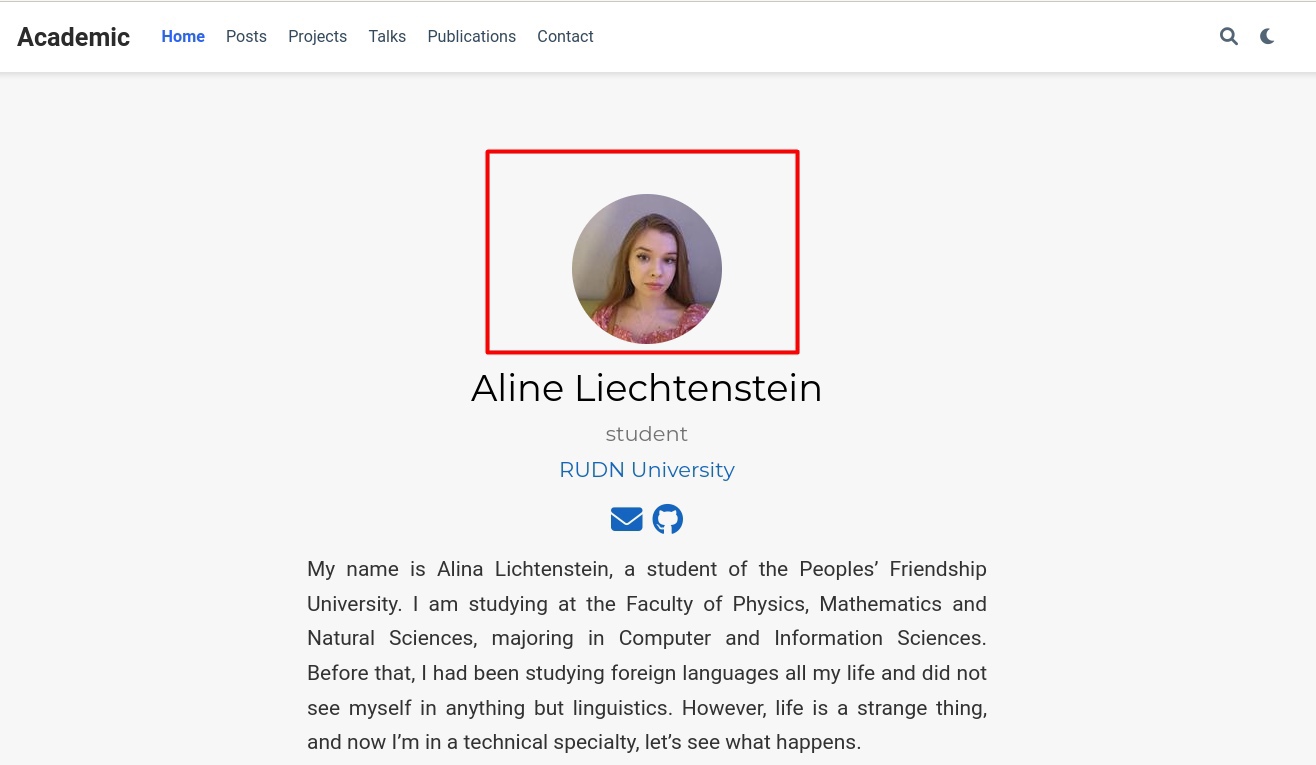 Academic Home Posts Projects Talks Publications Contact
Aline Liechtenstein
student
RUDN University
My name is Alina Lichtenstein, a student of the Peoples’ Friendship
University. I am studying at the Faculty of Physics, Mathematics and
Natural Sciences, majoring in Computer and Information Sciences.
Before that, I had been studying foreign languages all my life and did not
see myself in anything but linguistics. However, life is a strange thing,
and now I’m in a technical specialty, let’s see what happens.